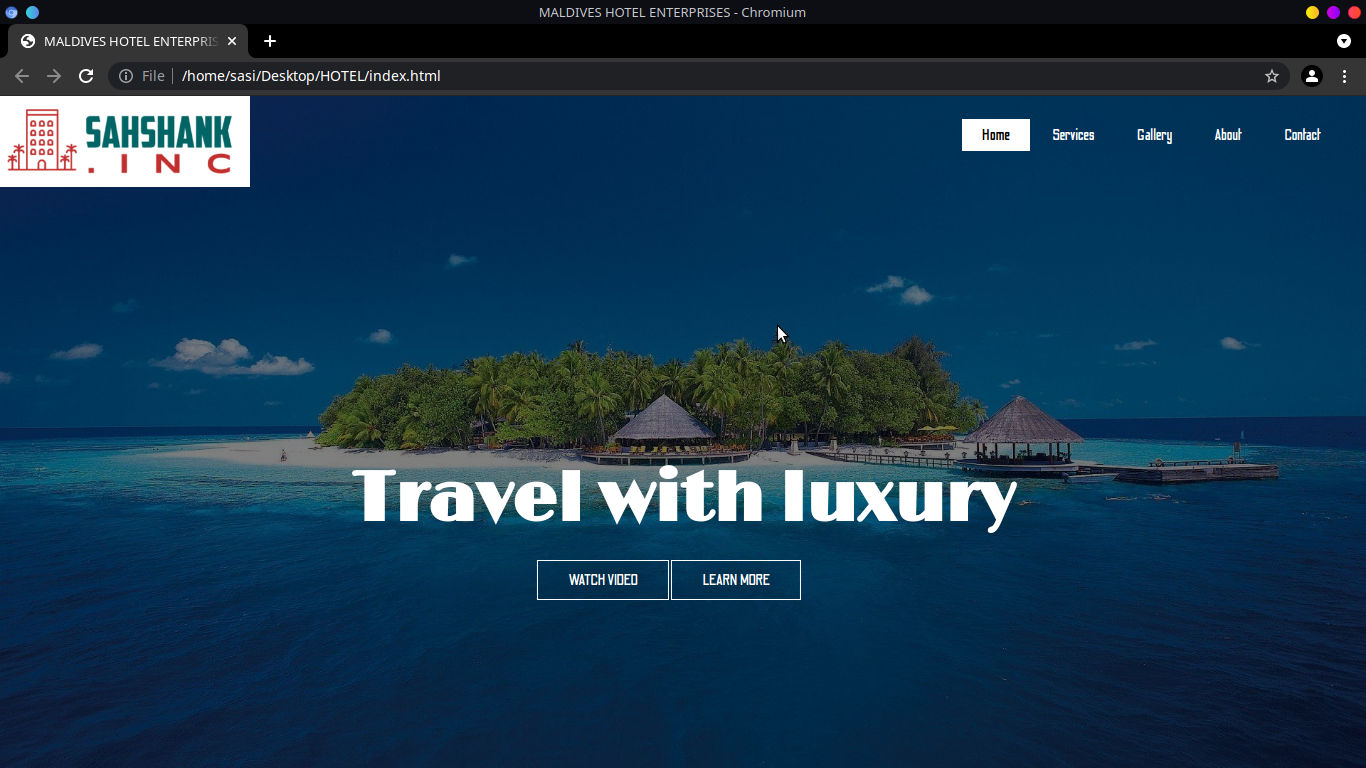 MALDIVES HOTEL ENTERPRISES - Chromium
MALDIVES HOTEL ENTERPRIS
File /home/sasi/Desktop/HOTEL/index.html
SAHSHANK
.INC
Home Services Gallery About Contact
Travel with luxury
WATCH VIDEO LEARN MORE